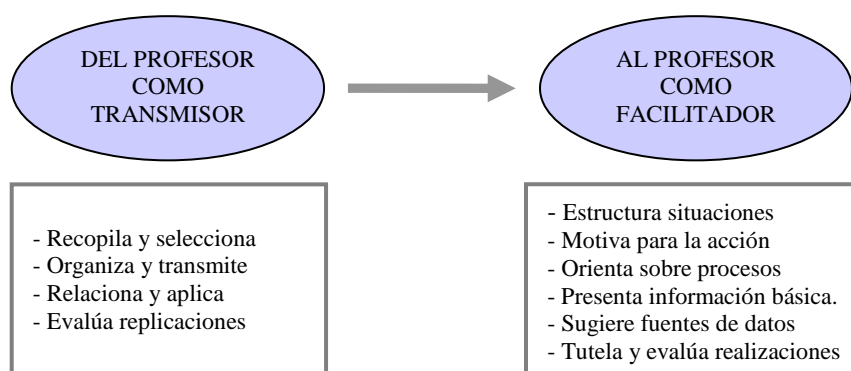 DEL PROFESOR
COMO
TRANSMISOR
AL PROFESOR
COMO
FACILITADOR
- Recopila y selecciona
- Organiza y transmite
- Relaciona y aplica
- Evalúa replicaciones
- Estructura situaciones
- Motiva para la acción
- Orienta sobre procesos
- Presenta información básica.
- Sugiere fuentes de datos
- Tutela y evalúa realizaciones